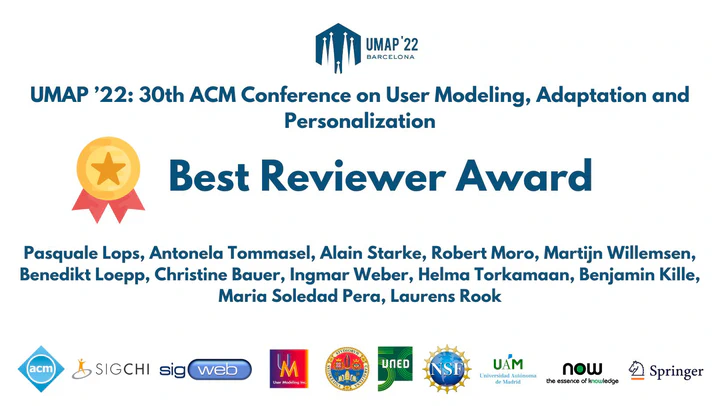 UMAP '22
BARCELONA
UMAP ’22: 30th ACM Conference on User Modeling, Adaptation and
Personalization
Best Reviewer Award
Pasquale Lops, Antonela Tommasel, Alain Starke, Robert Moro, Martijn Willemsen,
Benedikt Loepp, Christine Bauer, Ingmar Weber, Helma Torkamaan, Benjamin Kille,
Maria Soledad Pera, Laurens Rook
acm
SIGCHI
sig web
UM
User Modeling Inc.
UNED
NSF
UAM
Universidad Autónoma
de Madrid
now
the essence of knowledge
Springer